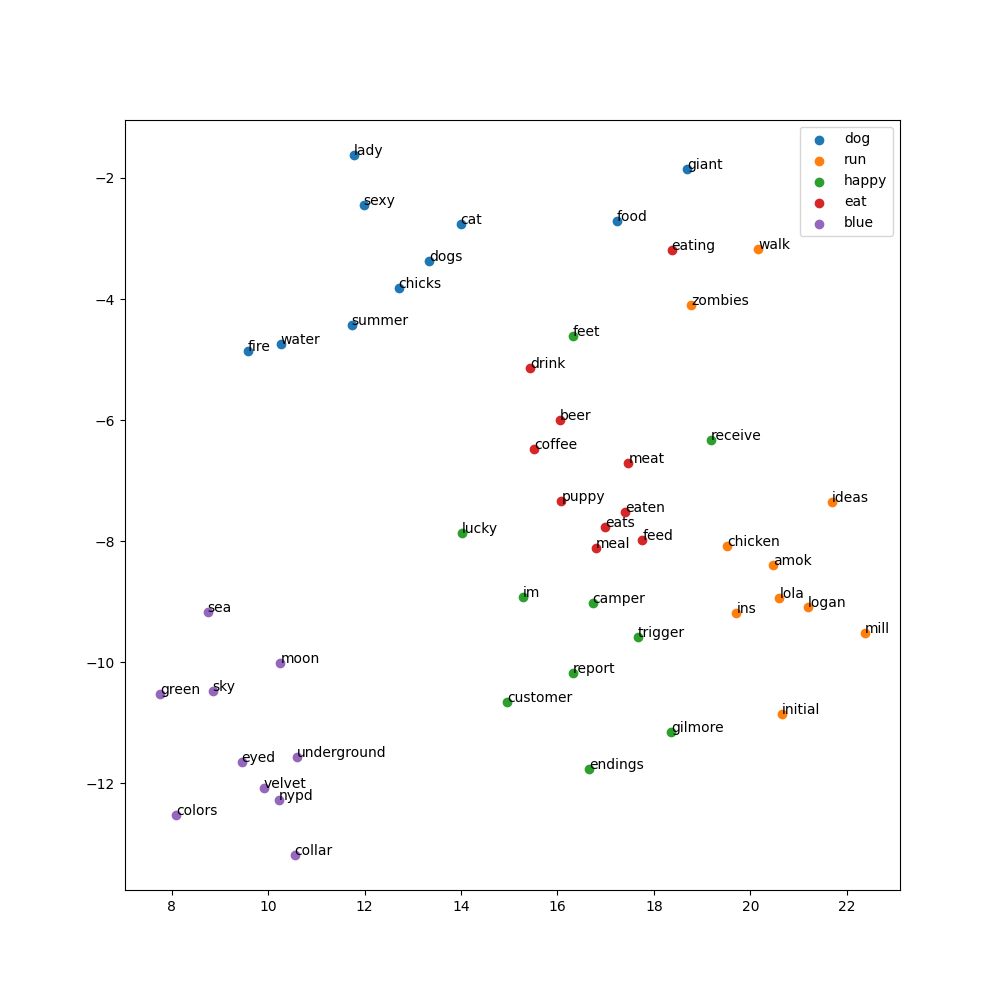 lady
giant
dog
run
happy
eat
blue
sexy
cat
food
eating
walk
dogs
chicks
zombies
summer
feet
fire
water
drink
beer
coffee
receive
meat
puppy
eaten
ideas
lucky
eats
meal
feed
chicken
amok
im
camper
lola
logan
ins
mill
sea
trigger
moon
report
green
sky
customer
initial
gilmore
eyed
underground
endings
velvet
nypd
colors
collar
−2
−4
−6
−8
−10
−12
8 10 12 14 16 18 20 22